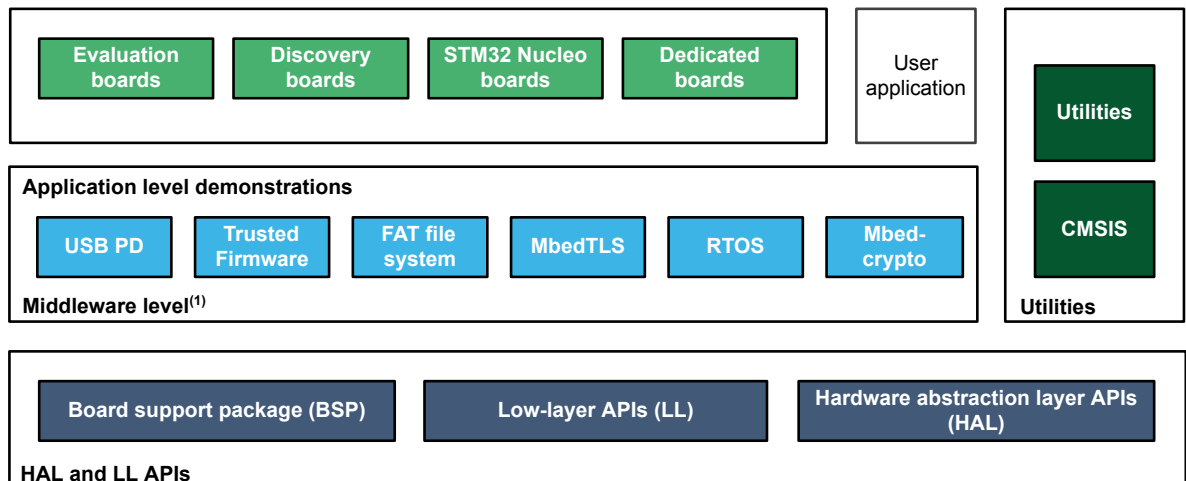 Evaluation
boards
Discovery
boards
STM32 Nucleo
boards
Dedicated
boards
User
application
Utilities
CMSIS
Utilities
Application level demonstrations
USB PD
Trusted
Firmware
FAT file
system
MbedTLS
RTOS
Mbed-
crypto
Middleware level(1)
Board support package (BSP)
Low-layer APIs (LL)
Hardware abstraction layer APIs
(HAL)
HAL and LL APIs